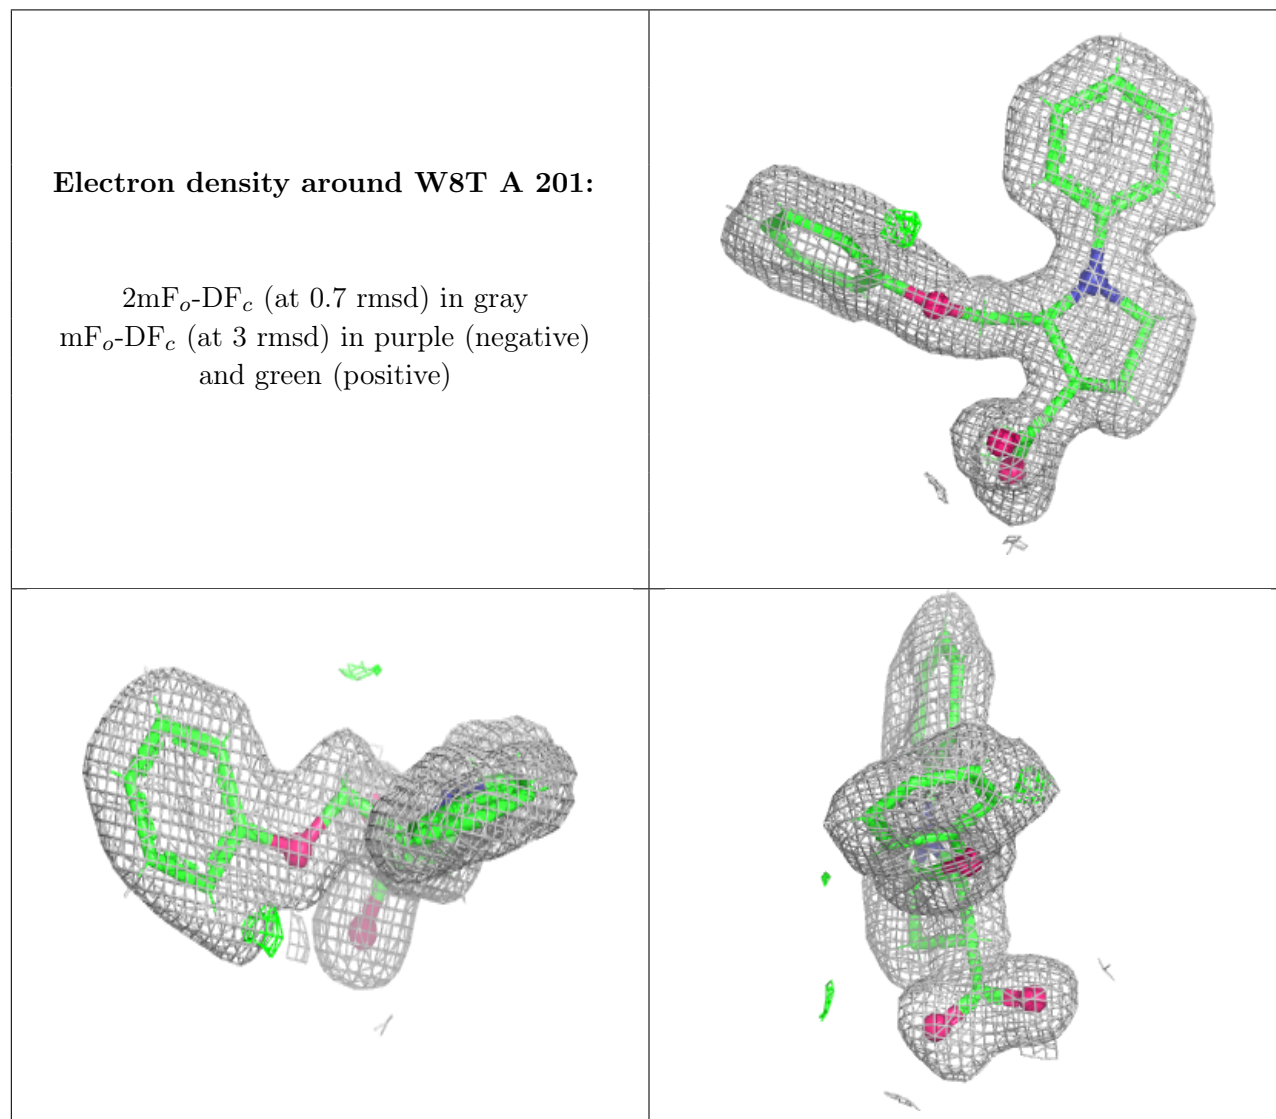 Electron density around W8T A 201:
2mFo-DFc (at 0.7 rmsd) in gray
mFo-DFc (at 3 rmsd) in purple (negative)
and green (positive)